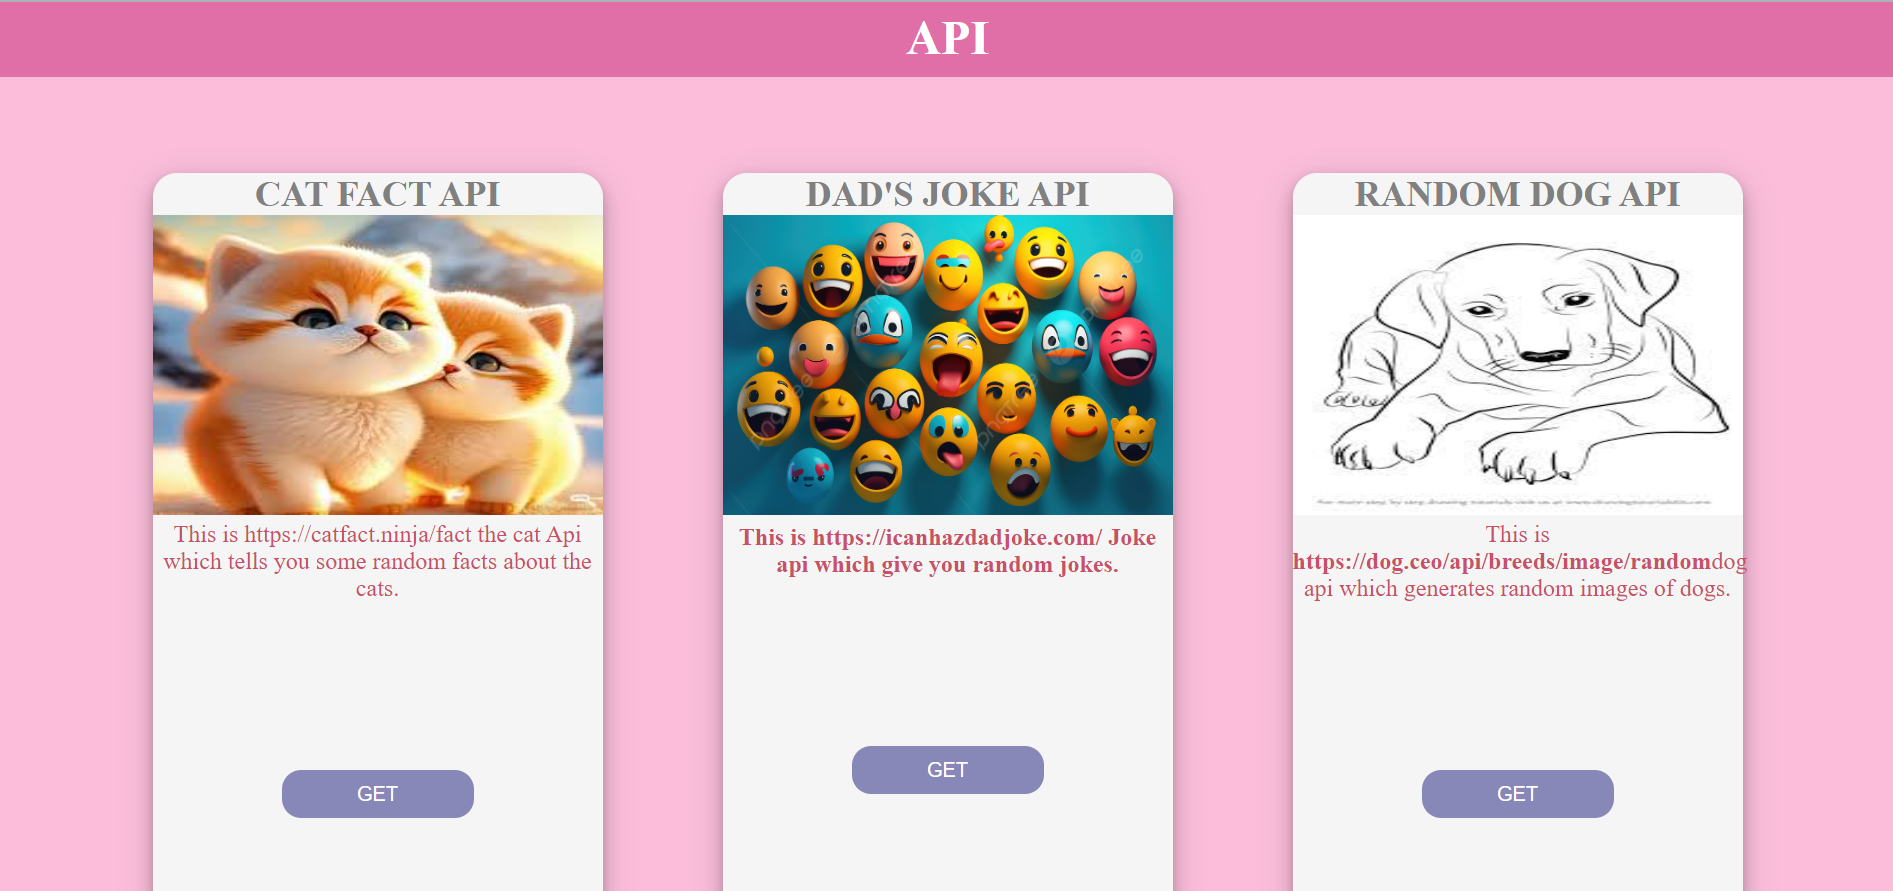 API
CAT FACT API
This is https://catfact.ninja/fact the cat Api
which tells you some random facts about the
cats.
GET
DAD'S JOKE API
pngtree
pngtree
This is https://icanhazdadjoke.com/ Joke
api which give you random jokes.
GET
RANDOM DOG API
This is
https://dog.ceo/api/breeds/image/randomdog
api which generates random images of dogs.
GET